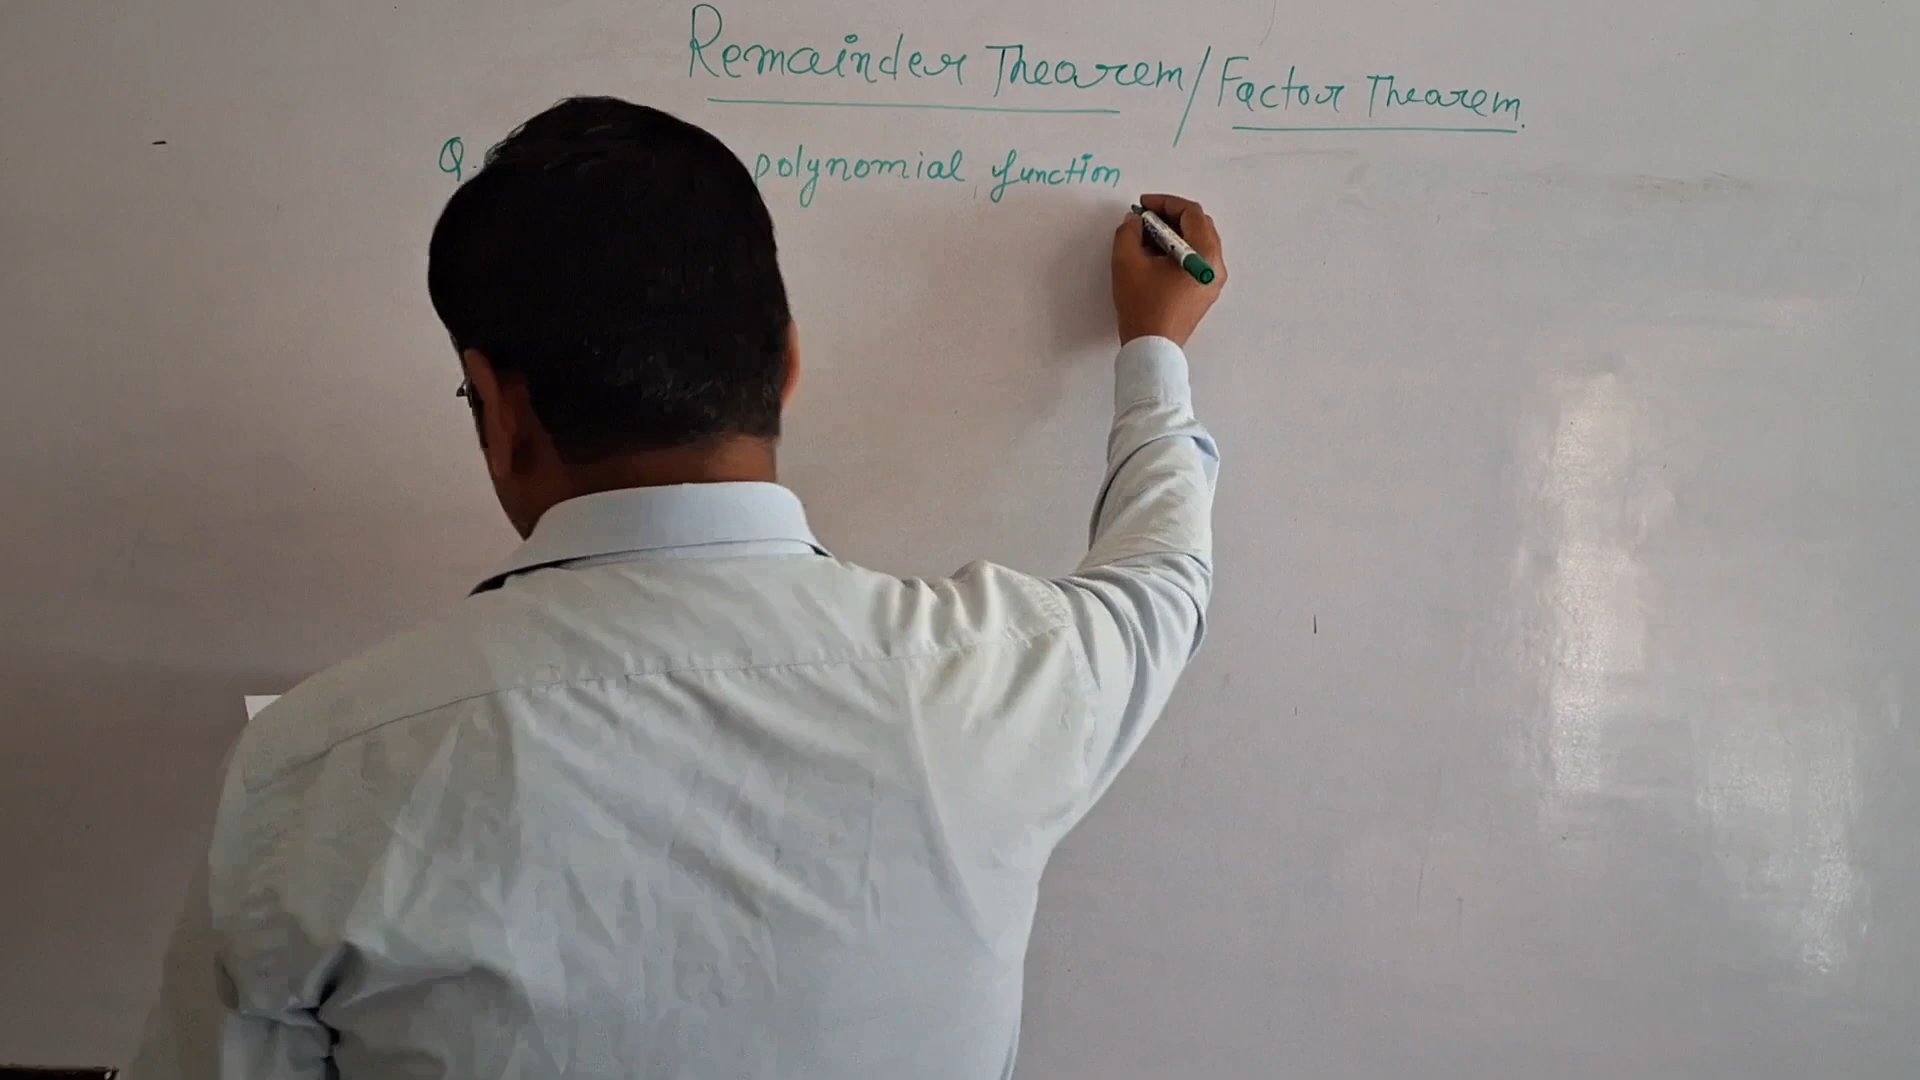 Remainder Thearem / Factor Thearem.
Q. polynomial function